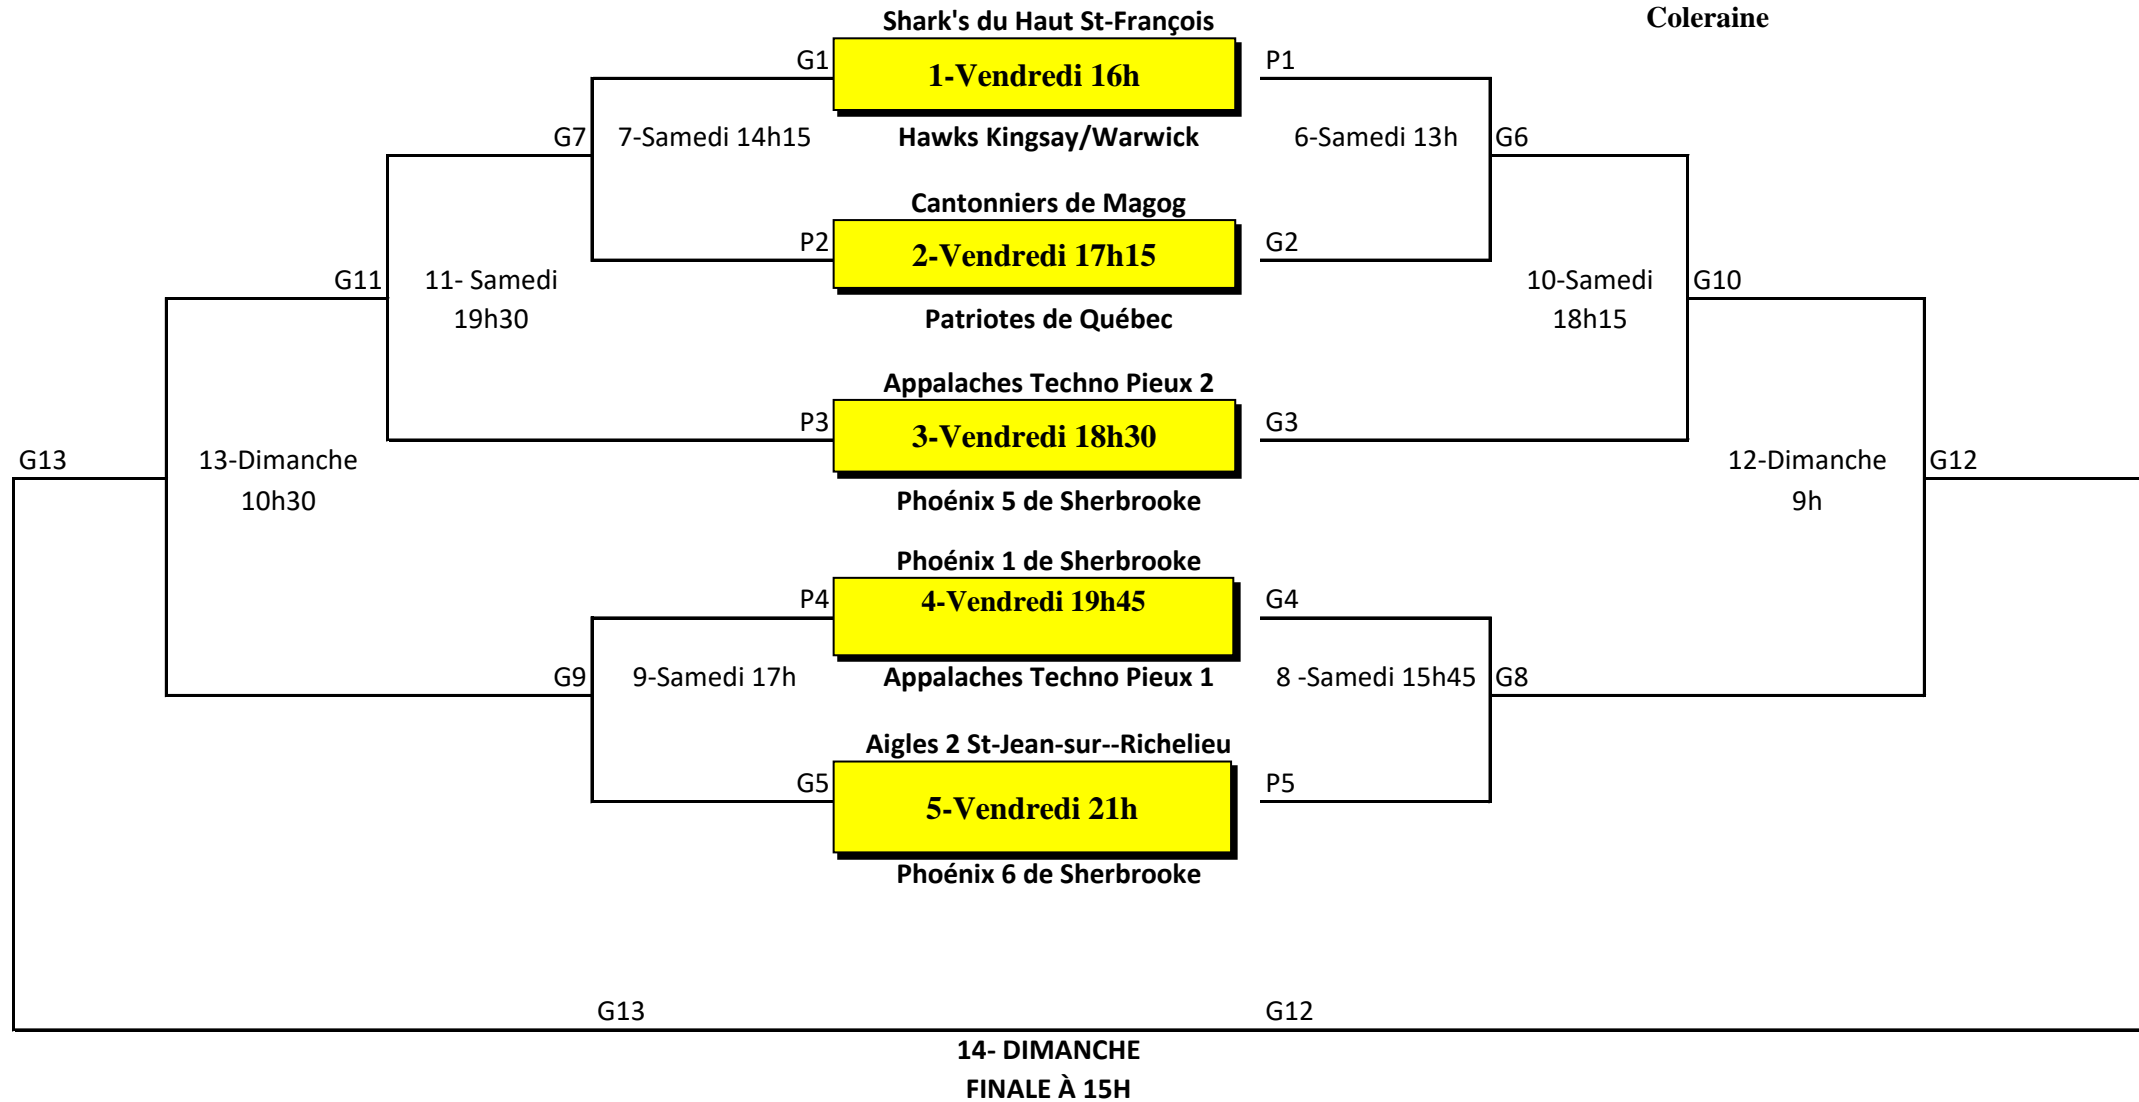 Shark's du Haut St-François
Coleraine
G1
1-Vendredi 16h
P1
G7
7-Samedi 14h15
Hawks Kingsay/Warwick
6-Samedi 13h
G6
Cantonniers de Magog
P2
2-Vendredi 17h15
G2
G11
11- Samedi
19h30
10-Samedi
18h15
G10
Patriotes de Québec
Appalaches Techno Pieux 2
P3
3-Vendredi 18h30
G3
G13
13-Dimanche
10h30
12-Dimanche
9h
G12
Phoénix 5 de Sherbrooke
Phoénix 1 de Sherbrooke
P4
4-Vendredi 19h45
G4
G9
9-Samedi 17h
Appalaches Techno Pieux 1
8 -Samedi 15h45
G8
Aigles 2 St-Jean-sur--Richelieu
G5
5-Vendredi 21h
P5
Phoénix 6 de Sherbrooke
G13
G12
14- DIMANCHE
FINALE À 15H